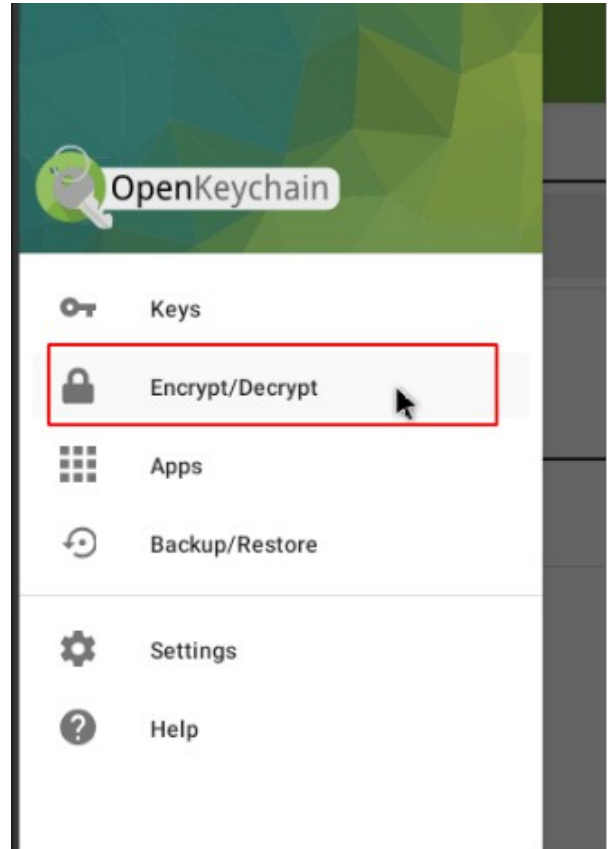 OpenKeychain
Keys
Encrypt/Decrypt
Apps
Backup/Restore
Settings
Help